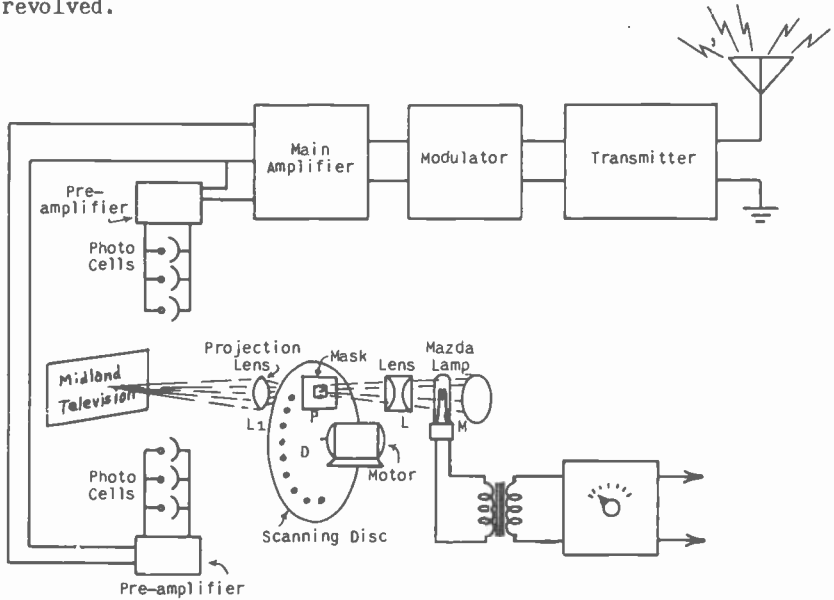 revolved.
Main
Amplifier
Modulator
Transmitter
Pre-
amplifier
Photo
Cells
Projection
Lens
Mask
Lens
Mazda
Lamp
Midland
Television
L1
P
L
M
D
Motor
Photo
Cells
Scanning Disc
Pre-amplifier